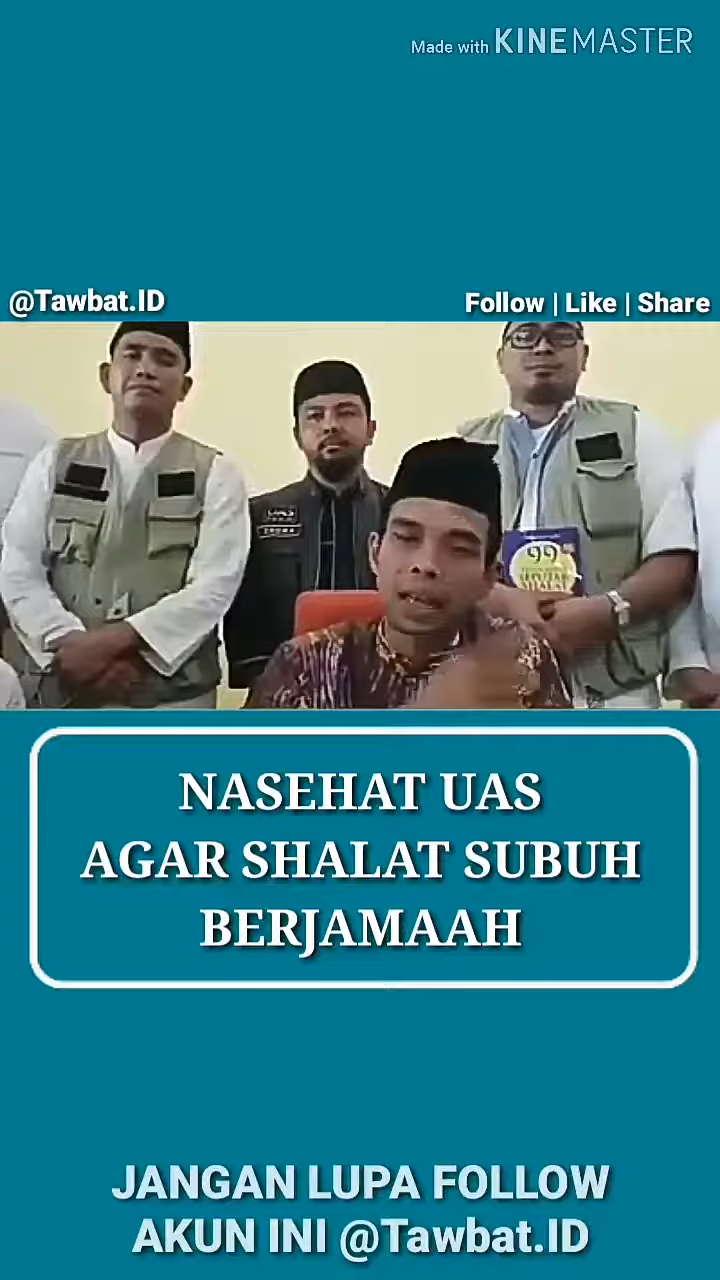 Made with KINEMASTER
@Tawbat.ID
Follow | Like | Share
99
NASEHAT UAS
AGAR SHALAT SUBUH
BERJAMAAH
JANGAN LUPA FOLLOW
AKUN INI @Tawbat.ID